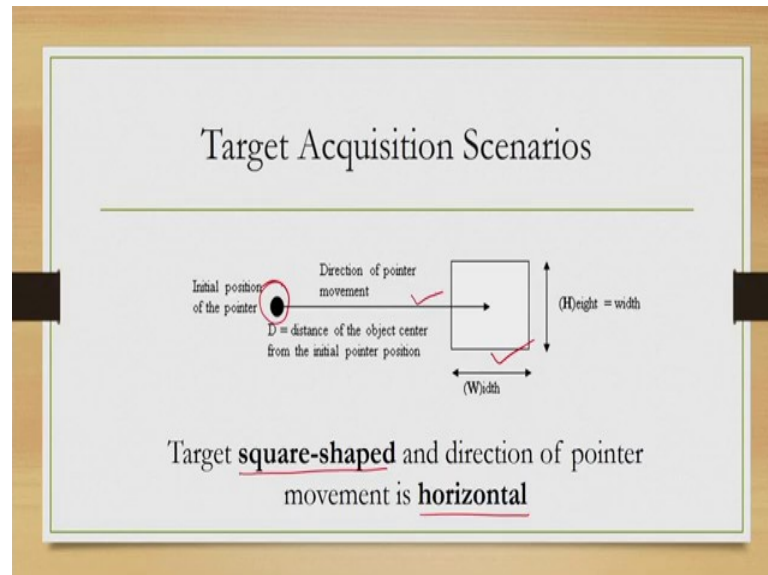 Target Acquisition Scenarios
Initial position
of the pointer
Direction of pointer
movement
D = distance of the object center
from the initial pointer position
(H)eight = width
(W)idth
Target square-shaped and direction of pointer
movement is horizontal